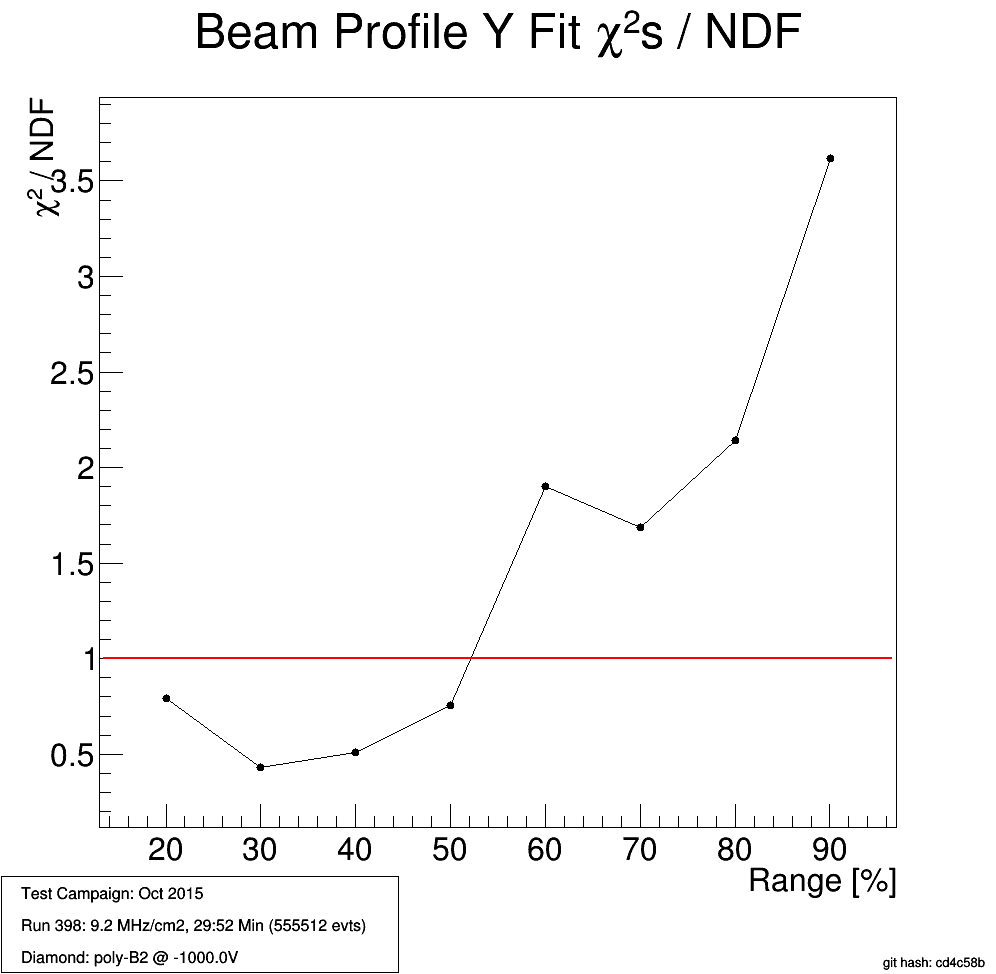 Beam Profile Y Fit χ²s / NDF
χ² / NDF
3.5
3
2.5
2
1.5
1
0.5
20 30 40 50 60 70 80 90
Range [%]
Test Campaign: Oct 2015
Run 398: 9.2 MHz/cm2, 29:52 Min (555512 evts)
Diamond: poly-B2 @ -1000.0V
git hash: cd4c58b